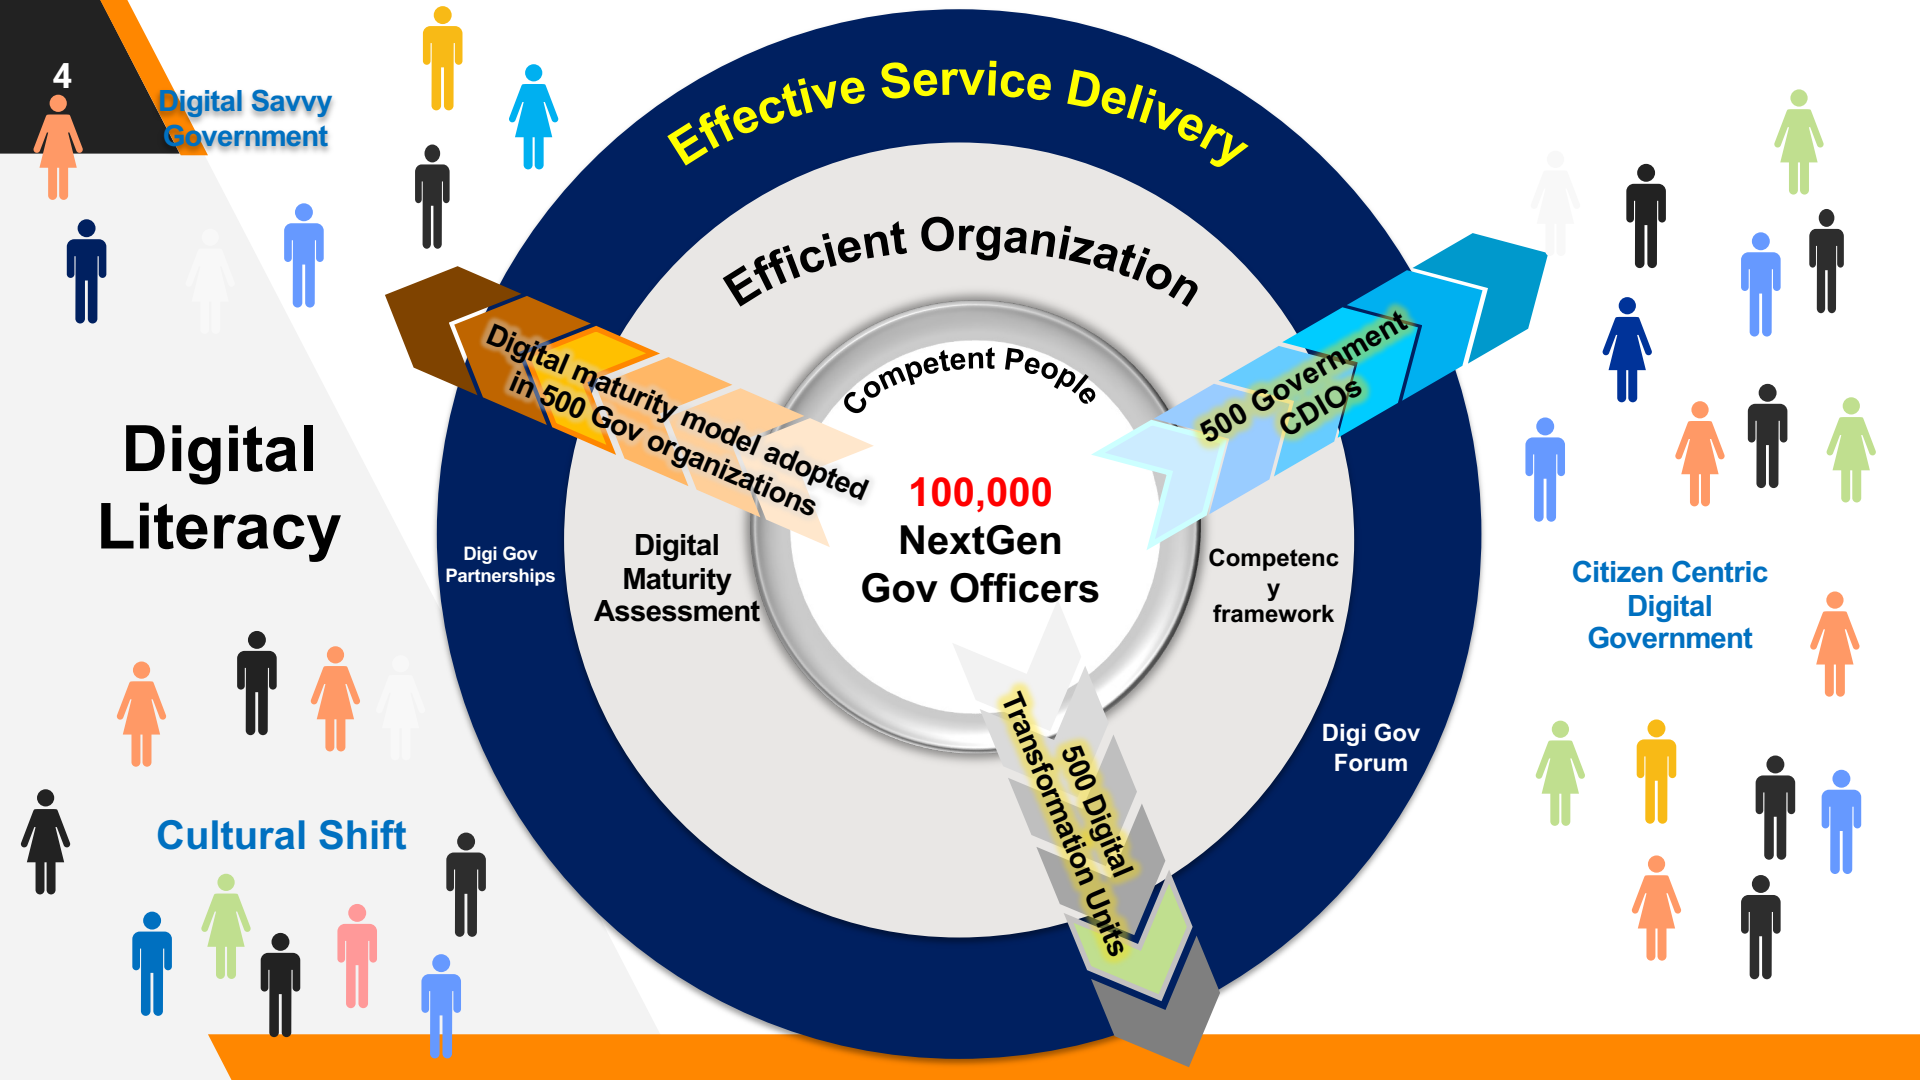 4
Digital Savvy
Government
Effective Service Delivery
Efficient Organization
Competent People
Digital maturity model adopted
in 500 Gov organizations
500 Government
CDIOs
Digital
Literacy
100,000
NextGen
Gov Officers
Digi Gov
Partnerships
Digital
Maturity
Assessment
Competenc
y
framework
Citizen Centric
Digital
Government
500 Digital
Transformation Units
Digi Gov
Forum
Cultural Shift